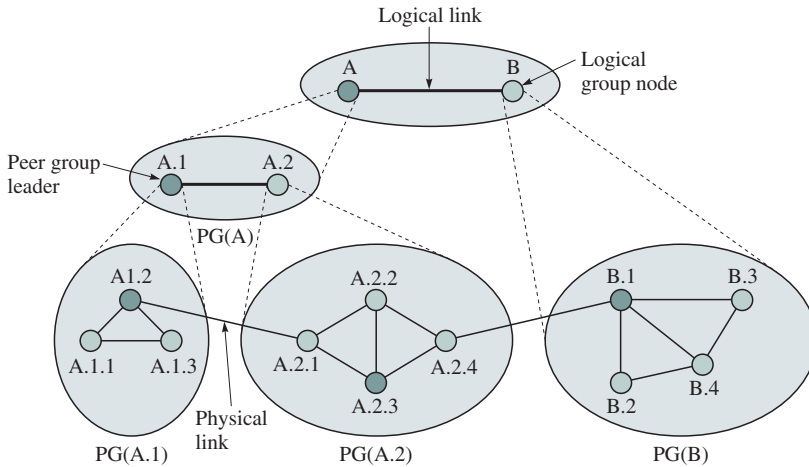 Logical link
A
B
Logical
group node
Peer group
leader
A.1
A.2
PG(A)
A1.2
A.1.1
A.1.3
A.2.2
A.2.1
A.2.4
A.2.3
B.1
B.3
B.2
B.4
Physical
link
PG(A.1)
PG(A.2)
PG(B)